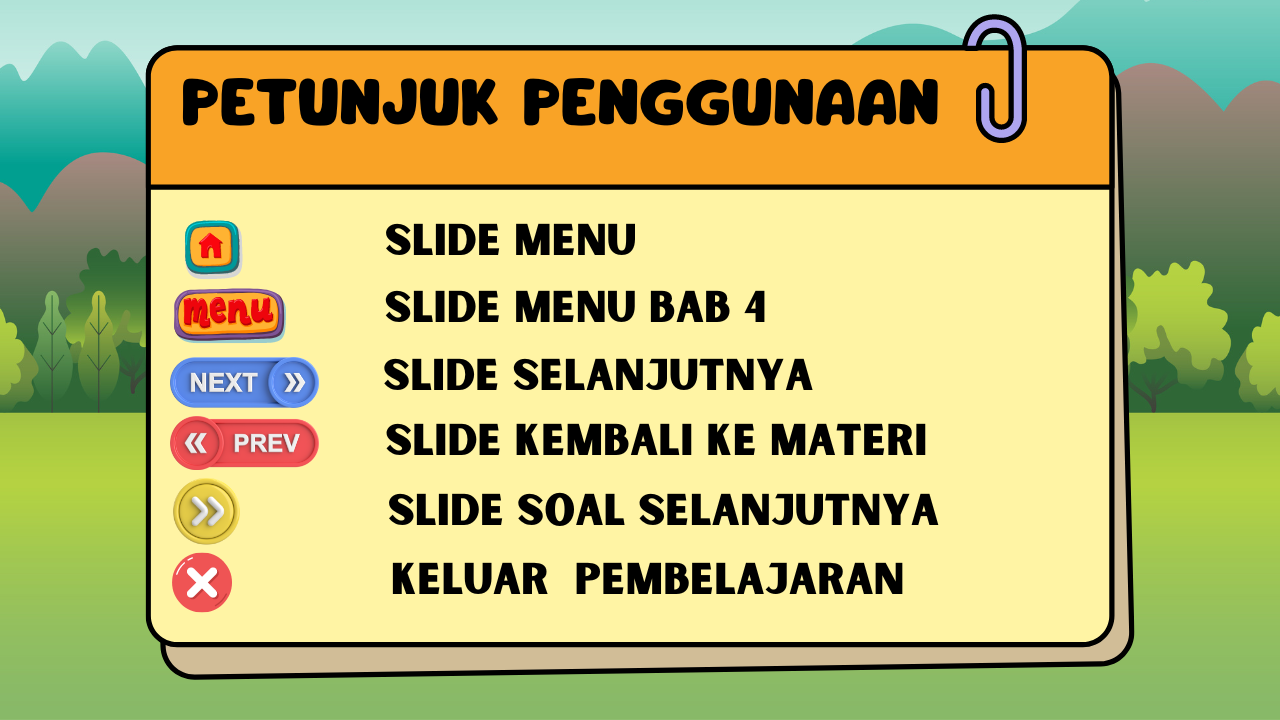 PETUNJUK PENGGUNAAN
SLIDE MENU
menu SLIDE MENU BAB 4
NEXT SLIDE SELANJUTNYA
PREV SLIDE KEMBALI KE MATERI
SLIDE SOAL SELANJUTNYA
KELUAR PEMBELAJARAN